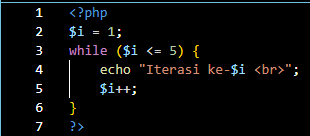 1 <?php
2 $i = 1;
3 while ($i <= 5) {
4 echo "Iterasi ke-$i <br>";
5 $i++;
6 }
7 ?>